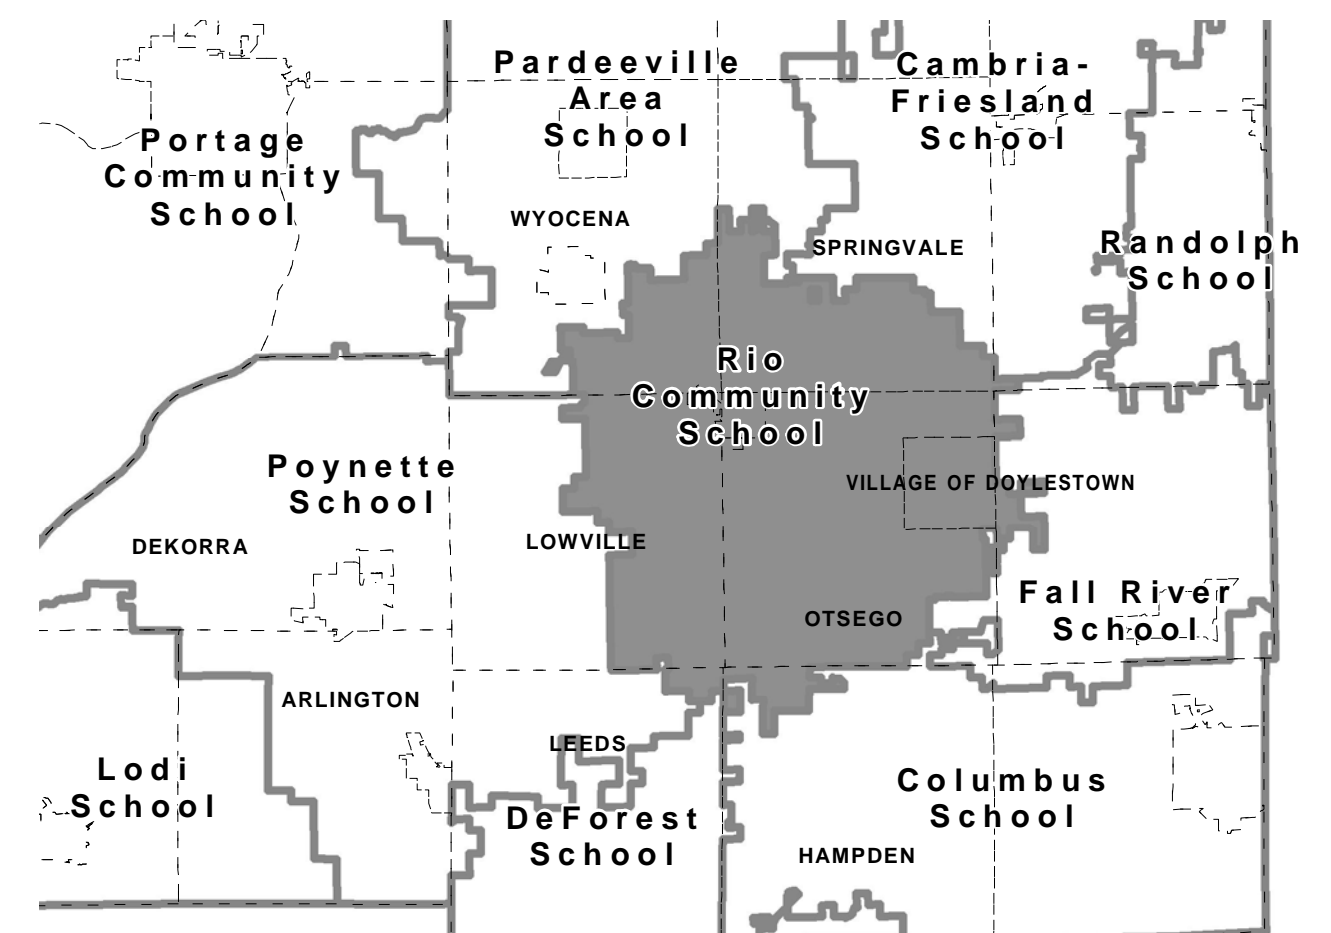 Pardeeville
Area
School
Cambria-
Friesland
School
Portage
Community
School
WYOCENA
SPRINGVALE
Randolph
School
Rio
Community
School
Poynette
School
VILLAGE OF DOYLESTOWN
DEKORRA
LOWVILLE
Fall River
School
OTSEGO
ARLINGTON
LEEDS
Lodi
School
Columbus
School
DeForest
School
HAMPDEN